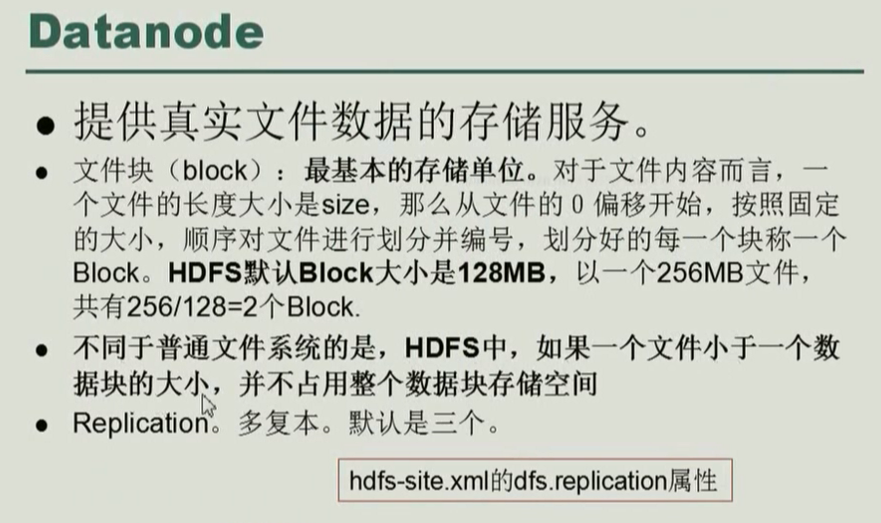 Datanode
提供真实文件数据的存储服务。
文件块（block）：最基本的存储单位。对于文件内容而言，一
个文件的长度大小是size，那么从文件的０偏移开始，按照固定
的大小，顺序对文件进行划分并编号，划分好的每一个块称一个
Block。HDFS默认Block大小是128MB，以一个256MB文件，
共有256/128=2个Block.
不同于普通文件系统的是，HDFS中，如果一个文件小于一个数
据块的大小，并不占用整个数据块存储空间
Replication。多复本。默认是三个。
hdfs-site.xml的dfs.replication属性